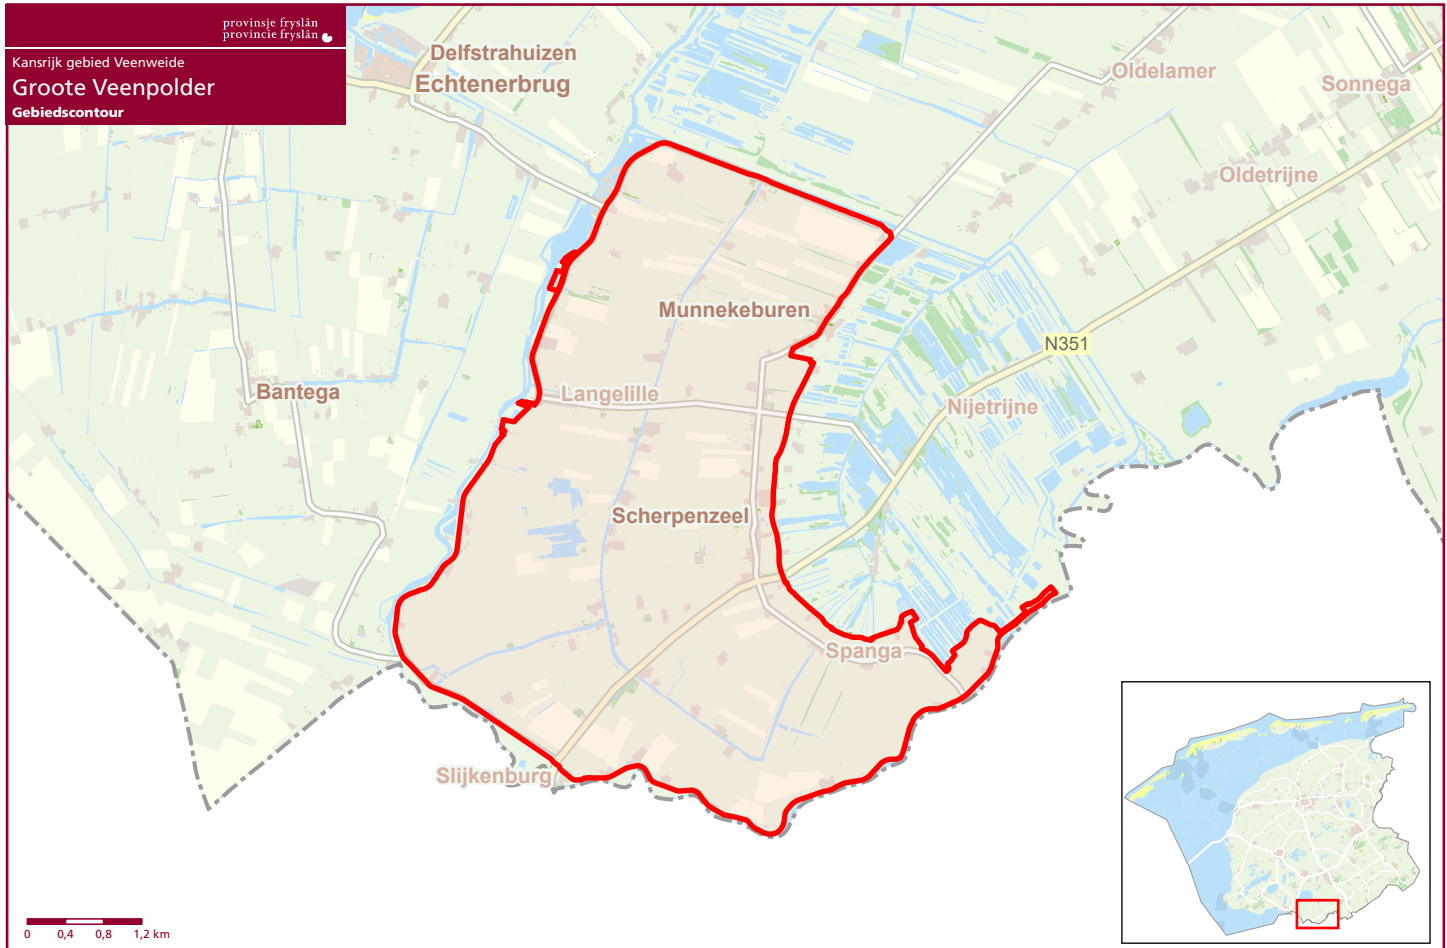 provinsje fryslân
provincie fryslân
Kansrijk gebied Veenweide
Groote Veenpolder
Gebiedscontour
Delfstrahuizen
Echtenerbrug
Oldelamer
Sonnega
Oldetrijne
Munnekeburen
N351
Bantega
Langelille
Nijetrijne
Scherpenzeel
Spanga
Slijkenburg
0 0,4 0,8 1,2 km